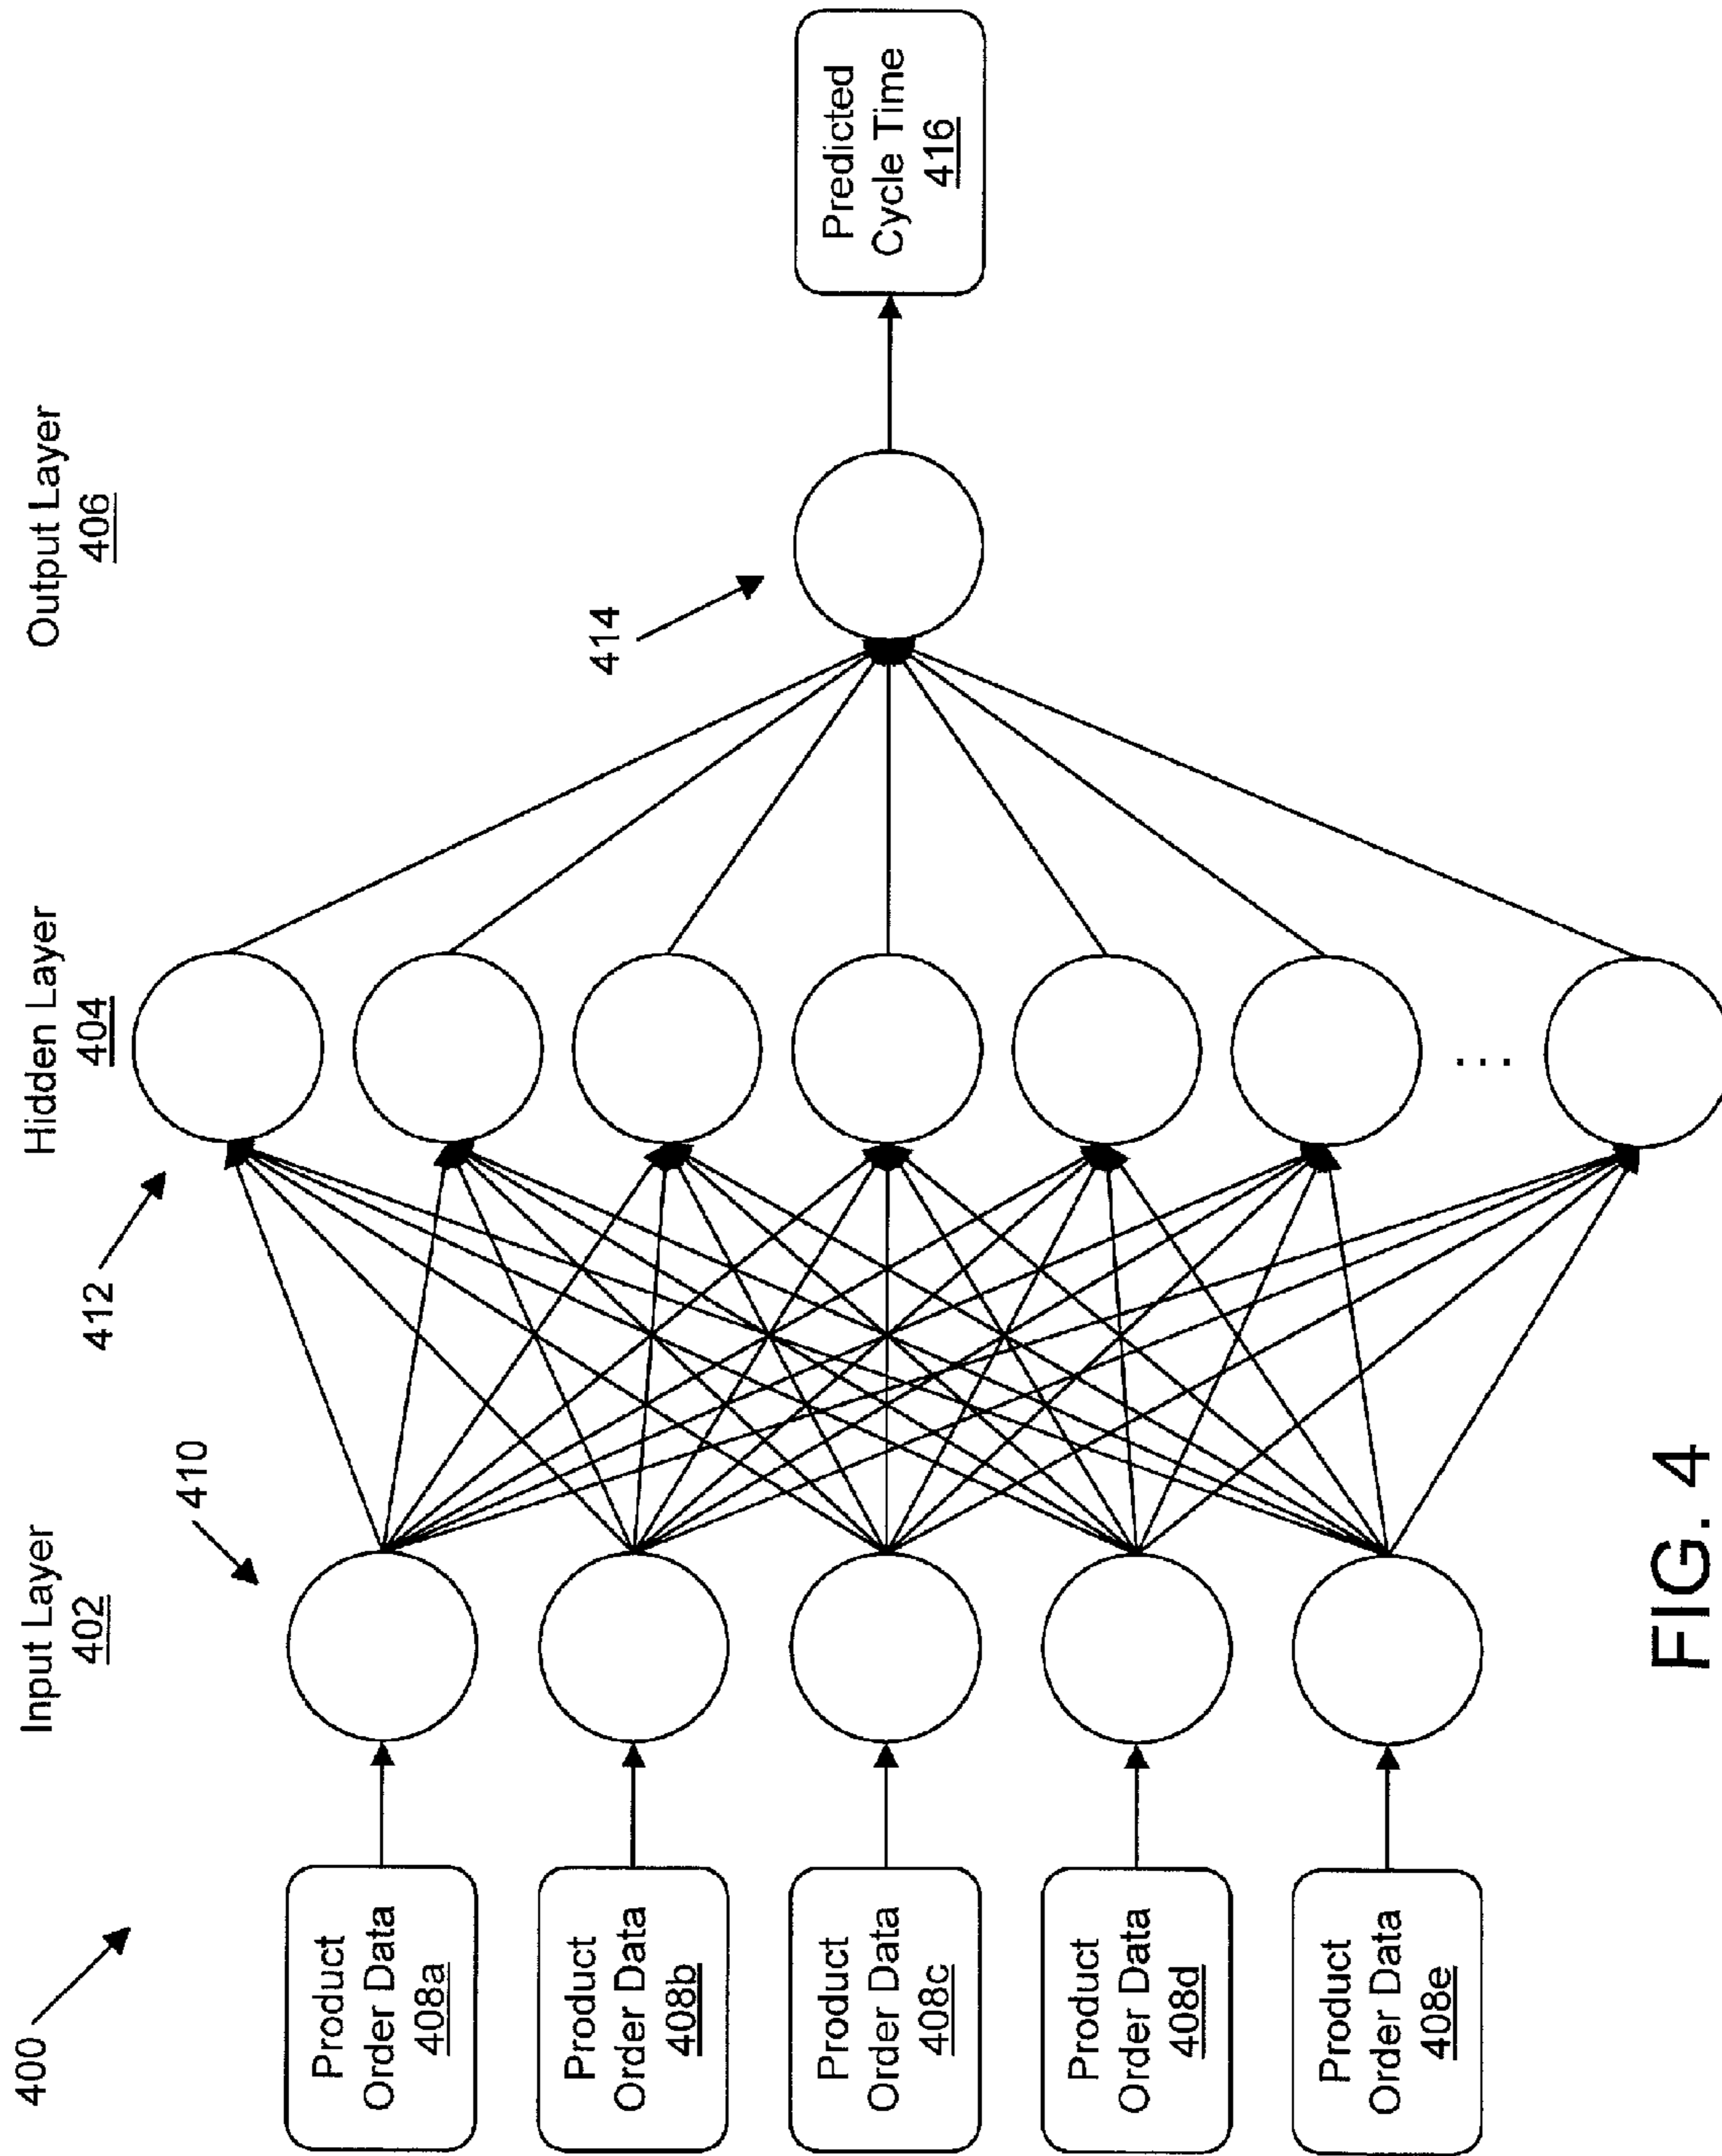 400
Input Layer
402
Hidden Layer
404
Output Layer
406
410
412
414
Product
Order Data
408a
Product
Order Data
408b
Product
Order Data
408c
Product
Order Data
408d
Product
Order Data
408e
...
Predicted
Cycle Time
416
FIG. 4